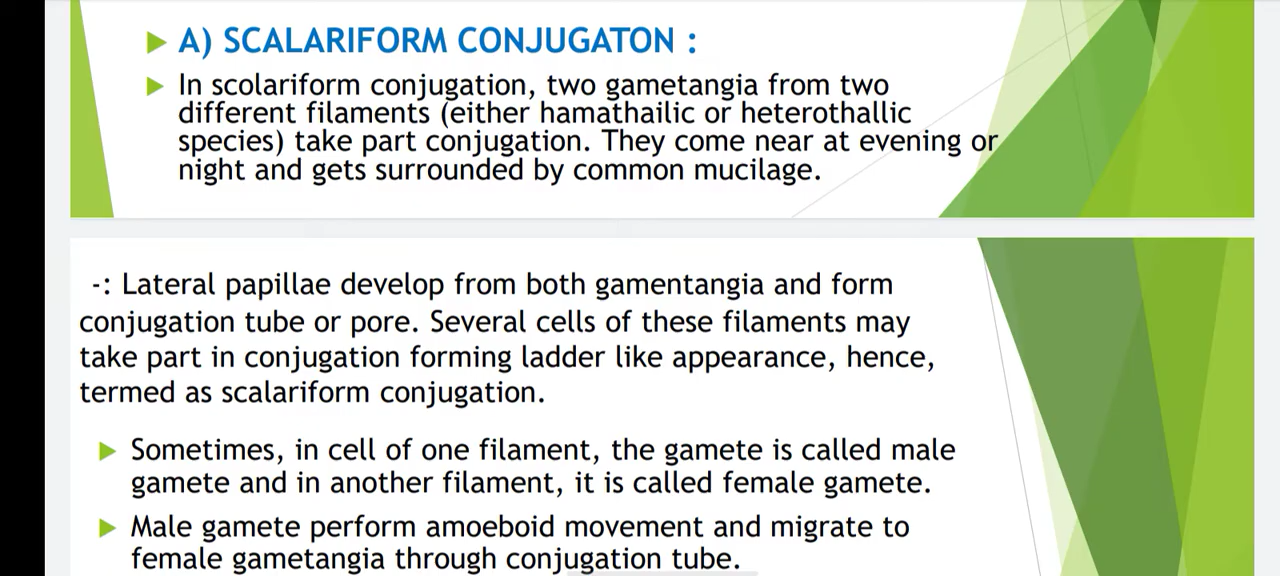 A) SCALARIFORM CONJUGATON :
In scolariform conjugation, two gametangia from two
different filaments (either hamathailic or heterothallic
species) take part conjugation. They come near at evening or
night and gets surrounded by common mucilage.
-: Lateral papillae develop from both gamentangia and form
conjugation tube or pore. Several cells of these filaments may
take part in conjugation forming ladder like appearance, hence,
termed as scalariform conjugation.
Sometimes, in cell of one filament, the gamete is called male
gamete and in another filament, it is called female gamete.
Male gamete perform amoeboid movement and migrate to
female gametangia through conjugation tube.